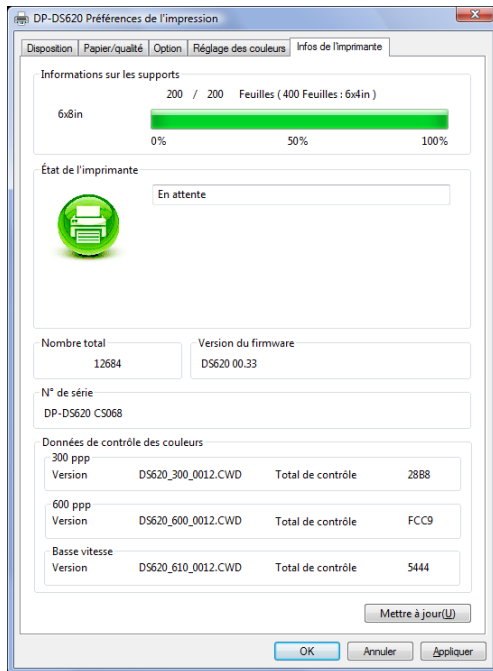 DP-DS620 Préférences de l'impression
Disposition Papier/qualité Option Réglage des couleurs Infos de l'imprimante
Informations sur les supports
200 / 200 Feuilles ( 400 Feuilles : 6x4in )
6x8in
0% 50% 100%
État de l'imprimante
En attente
Nombre total Version du firmware
12684 DS620 00.33
N° de série
DP-DS620 CS068
Données de contrôle des couleurs
300 ppp
Version DS620_300_0012.CWD Total de contrôle 28B8
600 ppp
Version DS620_600_0012.CWD Total de contrôle FCC9
Basse vitesse
Version DS620_610_0012.CWD Total de contrôle 5444
Mettre à jour(U)
OK Annuler Appliquer